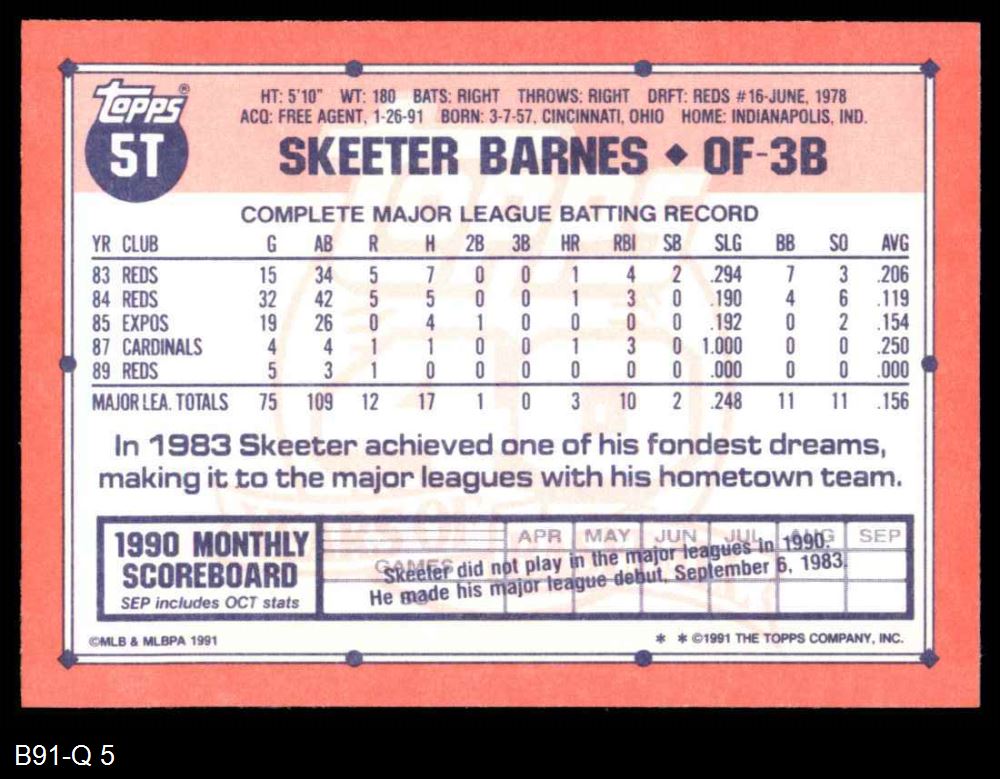 Topps®
5T
HT: 5'10" WT: 180 BATS: RIGHT THROWS: RIGHT DRFT: REDS #16-JUNE, 1978
ACQ: FREE AGENT, 1-26-91 BORN: 3-7-57, CINCINNATI, OHIO HOME: INDIANAPOLIS, IND.
SKEETER BARNES ◆ OF-3B
COMPLETE MAJOR LEAGUE BATTING RECORD
YR CLUB G AB R H 2B 3B HR RBI SB SLG BB SO AVG
83 REDS 15 34 5 7 0 0 1 4 2 .294 7 3 .206
84 REDS 32 42 5 5 0 0 1 3 0 .190 4 6 .119
85 EXPOS 19 26 0 4 1 0 0 0 0 .192 0 2 .154
87 CARDINALS 4 4 1 1 0 0 1 3 0 1.000 0 0 .250
89 REDS 5 3 1 0 0 0 0 0 0 .000 0 0 .000
MAJOR LEA. TOTALS 75 109 12 17 1 0 3 10 2 .248 11 11 .156
In 1983 Skeeter achieved one of his fondest dreams,
making it to the major leagues with his hometown team.
1990 MONTHLY
SCOREBOARD
SEP includes OCT stats
APR MAY JUN JUL AUG SEP
GAMES
Skeeter did not play in the major leagues in 1990.
He made his major league debut, September 6, 1983.
©MLB & MLBPA 1991
* * ©1991 THE TOPPS COMPANY, INC.
B91-Q 5